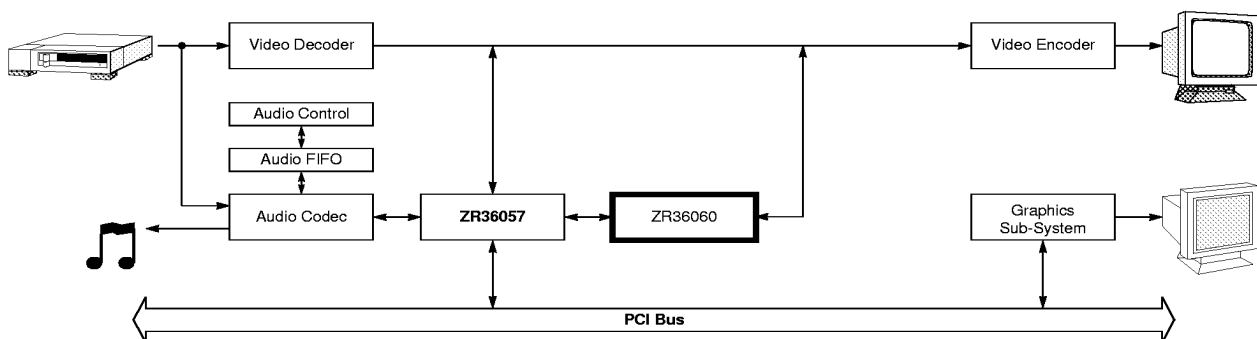 Video Decoder
Video Encoder
Audio Control
Audio FIFO
Audio Codec
ZR36057
ZR36060
Graphics
Sub-System
PCI Bus